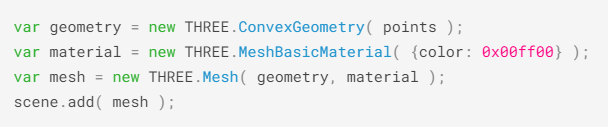 var geometry = new THREE.ConvexGeometry( points );
var material = new THREE.MeshBasicMaterial( {color: 0x00ff00} );
var mesh = new THREE.Mesh( geometry, material );
scene.add( mesh );